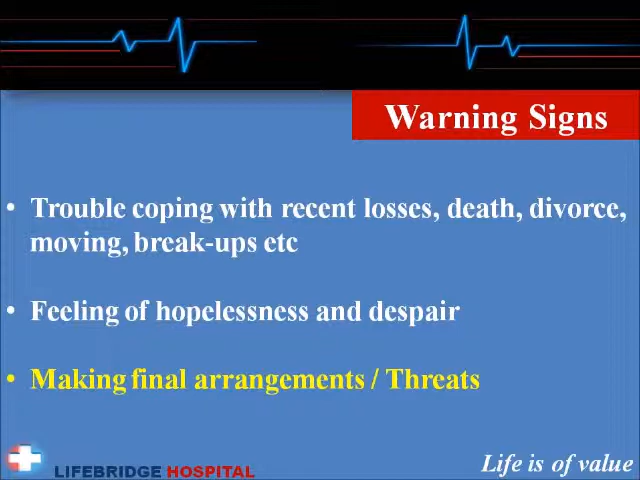 Warning Signs
• Trouble coping with recent losses, death, divorce,
moving, break-ups etc
• Feeling of hopelessness and despair
• Making final arrangements / Threats
LIFEBRIDGE HOSPITAL
Life is of value